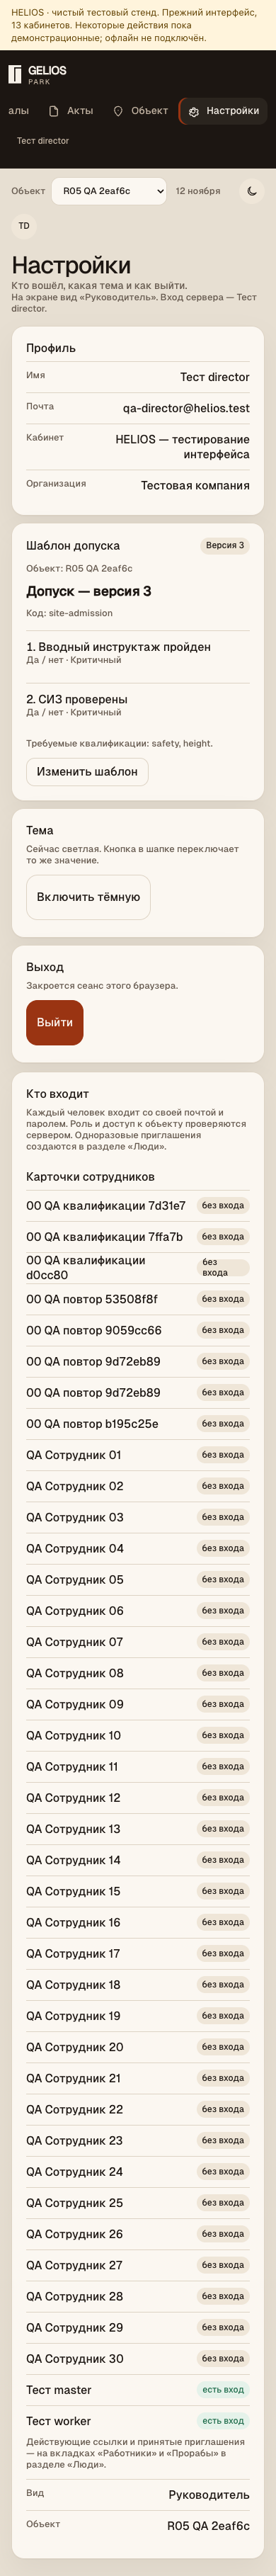 HELIOS - чистый тестовый стенд. Прежний интерфейс,
13 кабинетов. Некоторые действия пока
демонстрационные; офлайн не подключён.
GELIOS
PARK
алы
Акты
Объект
Настройки
Тест director
Объект
R05 QA 2eaf6c
12 ноября
TD
Настройки
Кто вошёл, какая тема и как выйти.
На экране вид «Руководитель». Вход сервера — Тест
director.
Профиль
Имя
Тест director
Почта
qa-director@helios.test
Кабинет
HELIOS — тестирование
интерфейса
Организация
Тестовая компания
Шаблон допуска
Версия 3
Объект: R05 QA 2eaf6c
Допуск — версия 3
Код: site-admission
1. Вводный инструктаж пройден
Да / нет · Критичный
2. СИЗ проверены
Да / нет · Критичный
Требуемые квалификации: safety, height.
Изменить шаблон
Тема
Сейчас светлая. Кнопка в шапке переключает
то же значение.
Включить тёмную
Выход
Закроется сеанс этого браузера.
Выйти
Кто входит
Каждый человек входит со своей почтой и
паролем. Роль и доступ к объекту проверяются
сервером. Одноразовые приглашения
создаются в разделе «Люди».
Карточки сотрудников
00 QA квалификации 7d31e7
без входа
00 QA квалификации 7ffa7b
без входа
00 QA квалификации
d0cc80
без
входа
00 QA повтор 53508f8f
без входа
00 QA повтор 9059cc66
без входа
00 QA повтор 9d72eb89
без входа
00 QA повтор 9d72eb89
без входа
00 QA повтор b195c25e
без входа
QA Сотрудник 01
без входа
QA Сотрудник 02
без входа
QA Сотрудник 03
без входа
QA Сотрудник 04
без входа
QA Сотрудник 05
без входа
QA Сотрудник 06
без входа
QA Сотрудник 07
без входа
QA Сотрудник 08
без входа
QA Сотрудник 09
без входа
QA Сотрудник 10
без входа
QA Сотрудник 11
без входа
QA Сотрудник 12
без входа
QA Сотрудник 13
без входа
QA Сотрудник 14
без входа
QA Сотрудник 15
без входа
QA Сотрудник 16
без входа
QA Сотрудник 17
без входа
QA Сотрудник 18
без входа
QA Сотрудник 19
без входа
QA Сотрудник 20
без входа
QA Сотрудник 21
без входа
QA Сотрудник 22
без входа
QA Сотрудник 23
без входа
QA Сотрудник 24
без входа
QA Сотрудник 25
без входа
QA Сотрудник 26
без входа
QA Сотрудник 27
без входа
QA Сотрудник 28
без входа
QA Сотрудник 29
без входа
QA Сотрудник 30
без входа
Тест master
есть вход
Тест worker
есть вход
Действующие ссылки и принятые приглашения
— на вкладках «Работники» и «Прорабы» в
разделе «Люди».
Вид
Руководитель
Объект
R05 QA 2eaf6c